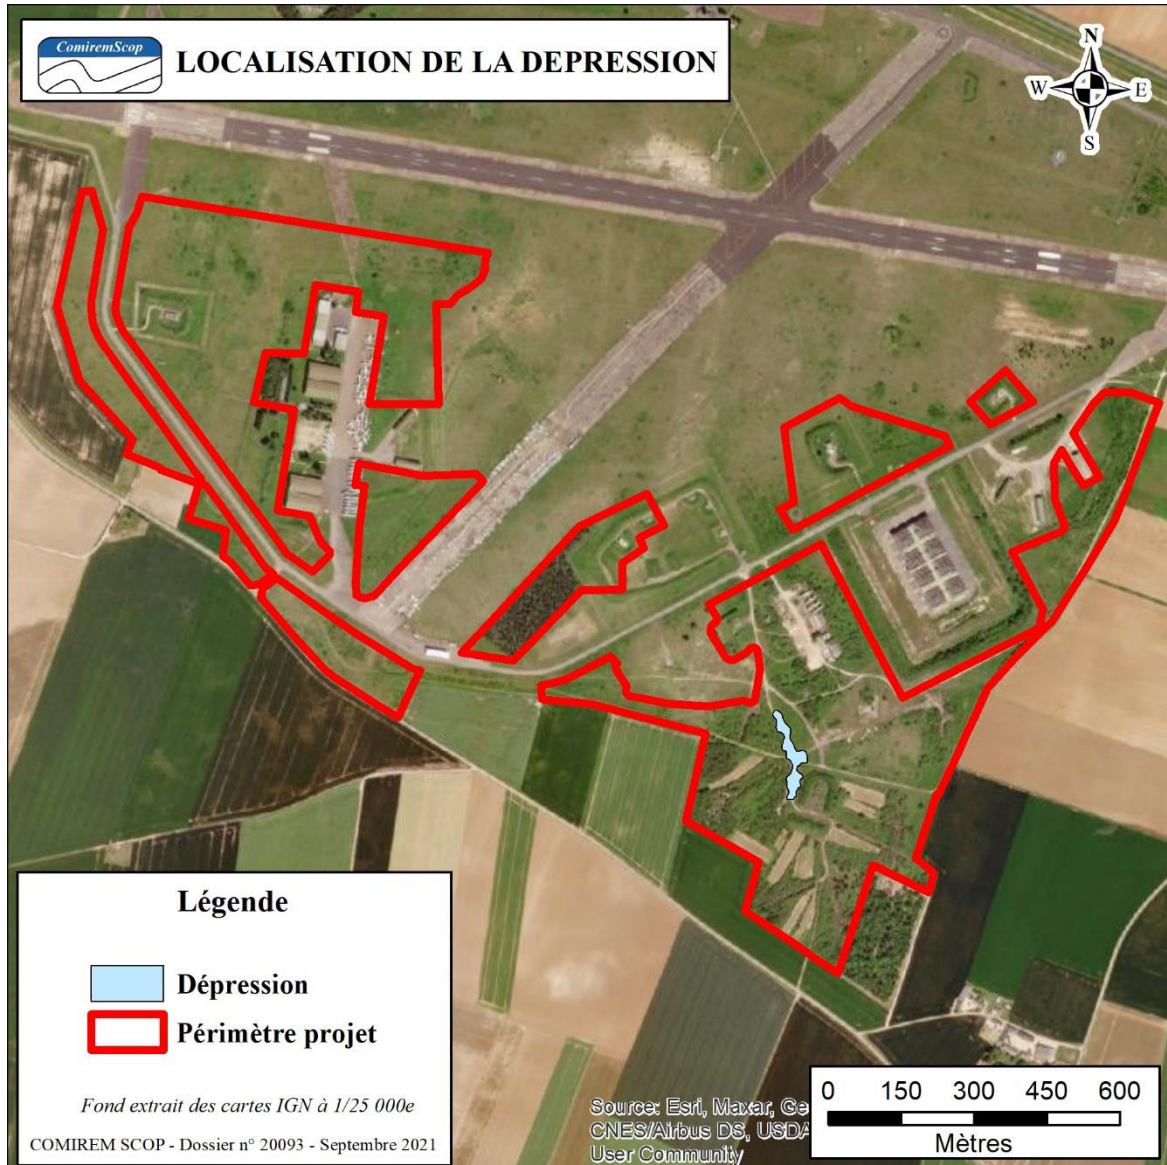 ComiremScop
LOCALISATION DE LA DEPRESSION
N
W
E
S
Légende
Dépression
Périmètre projet
Fond extrait des cartes IGN à 1/25 000e
COMIREM SCOP - Dossier n° 20093 - Septembre 2021
Source: Esri, Maxar, Ge
CNES/Airbus DS, USDA
User Community
0 150 300 450 600
Mètres